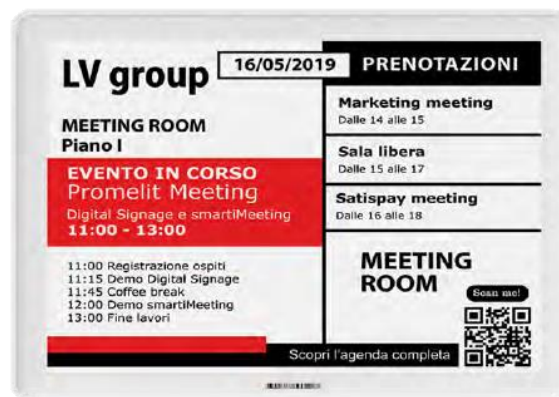 LV group
16/05/2019
MEETING ROOM
Piano I
EVENTO IN CORSO
Promelit Meeting
Digital Signage e smartiMeeting
11:00 - 13:00
11:00 Registrazione ospiti
11:15 Demo Digital Signage
11:45 Coffee break
12:00 Demo smartiMeeting
13:00 Fine lavori
PRENOTAZIONI
Marketing meeting
Dalle 14 alle 15
Sala libera
Dalle 15 alle 17
Satispay meeting
Dalle 16 alle 18
MEETING
ROOM
Scan me!
Scopri l'agenda completa